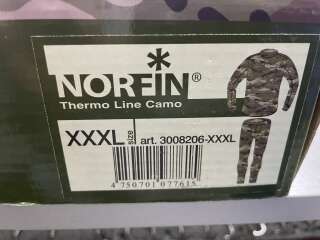 NORFIN®
Thermo Line Camo
XXXL size art. 3008206-XXXL
4 750701 077615